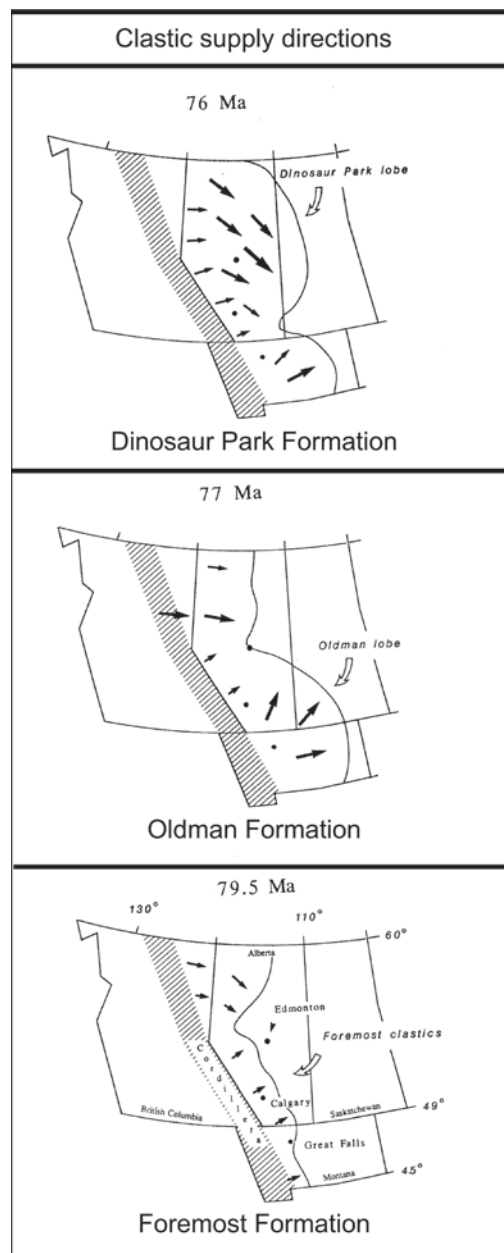 Clastic supply directions
76 Ma
Dinosaur Park lobe
Dinosaur Park Formation
77 Ma
Oldman lobe
Oldman Formation
79.5 Ma
130°
110°
60°
Alberta
Edmonton
Foremost clastics
Cordillera
Calgary
British Columbia
Saskatchewan
49°
Great Falls
Montana
45°
Foremost Formation